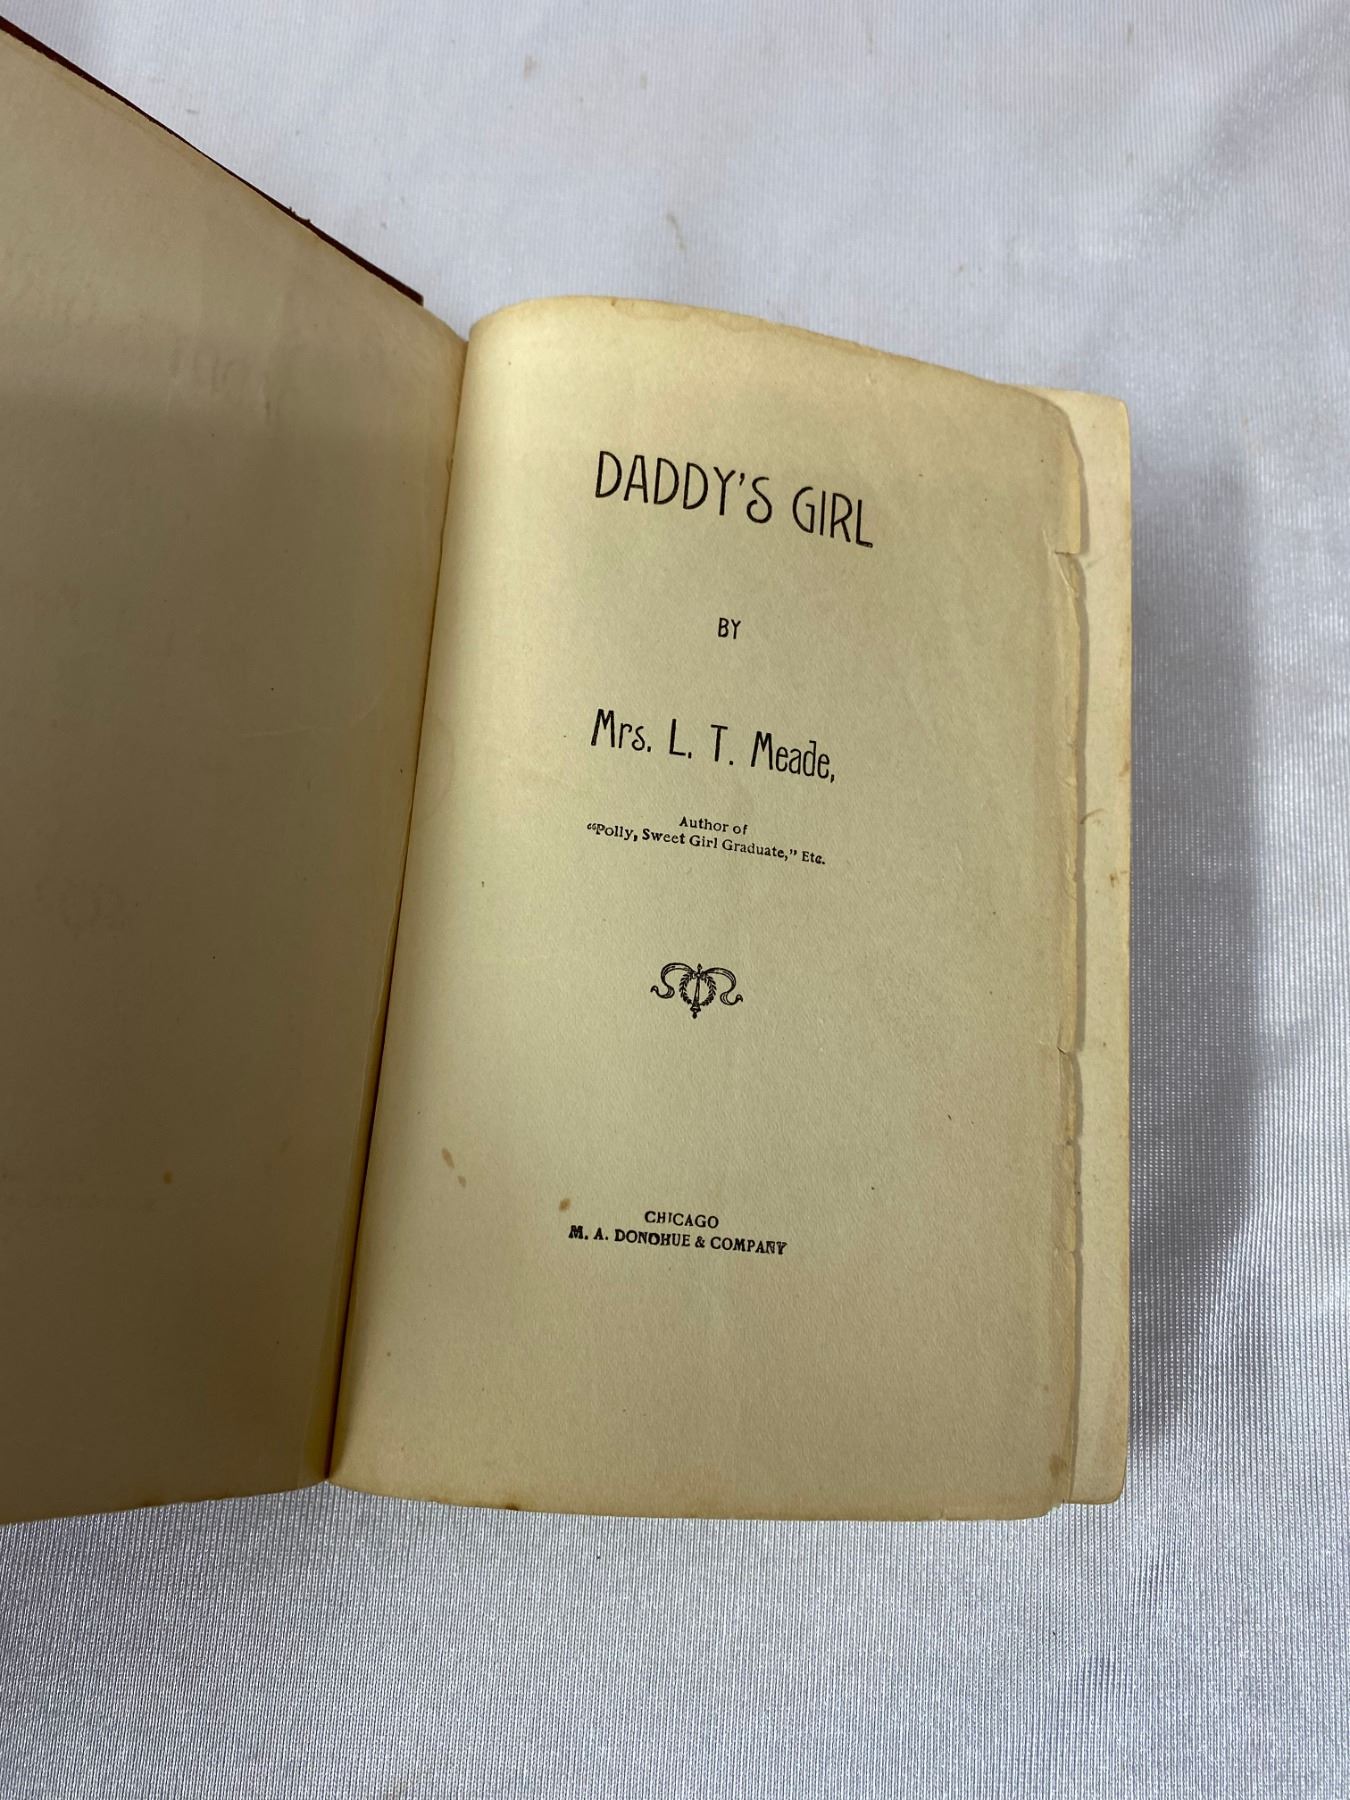 DADDY'S GIRL
BY
Mrs. L. T. Meade,
Author of
"Polly, Sweet Girl Graduate," Etc.
CHICAGO
M. A. DONOHUE & COMPANY